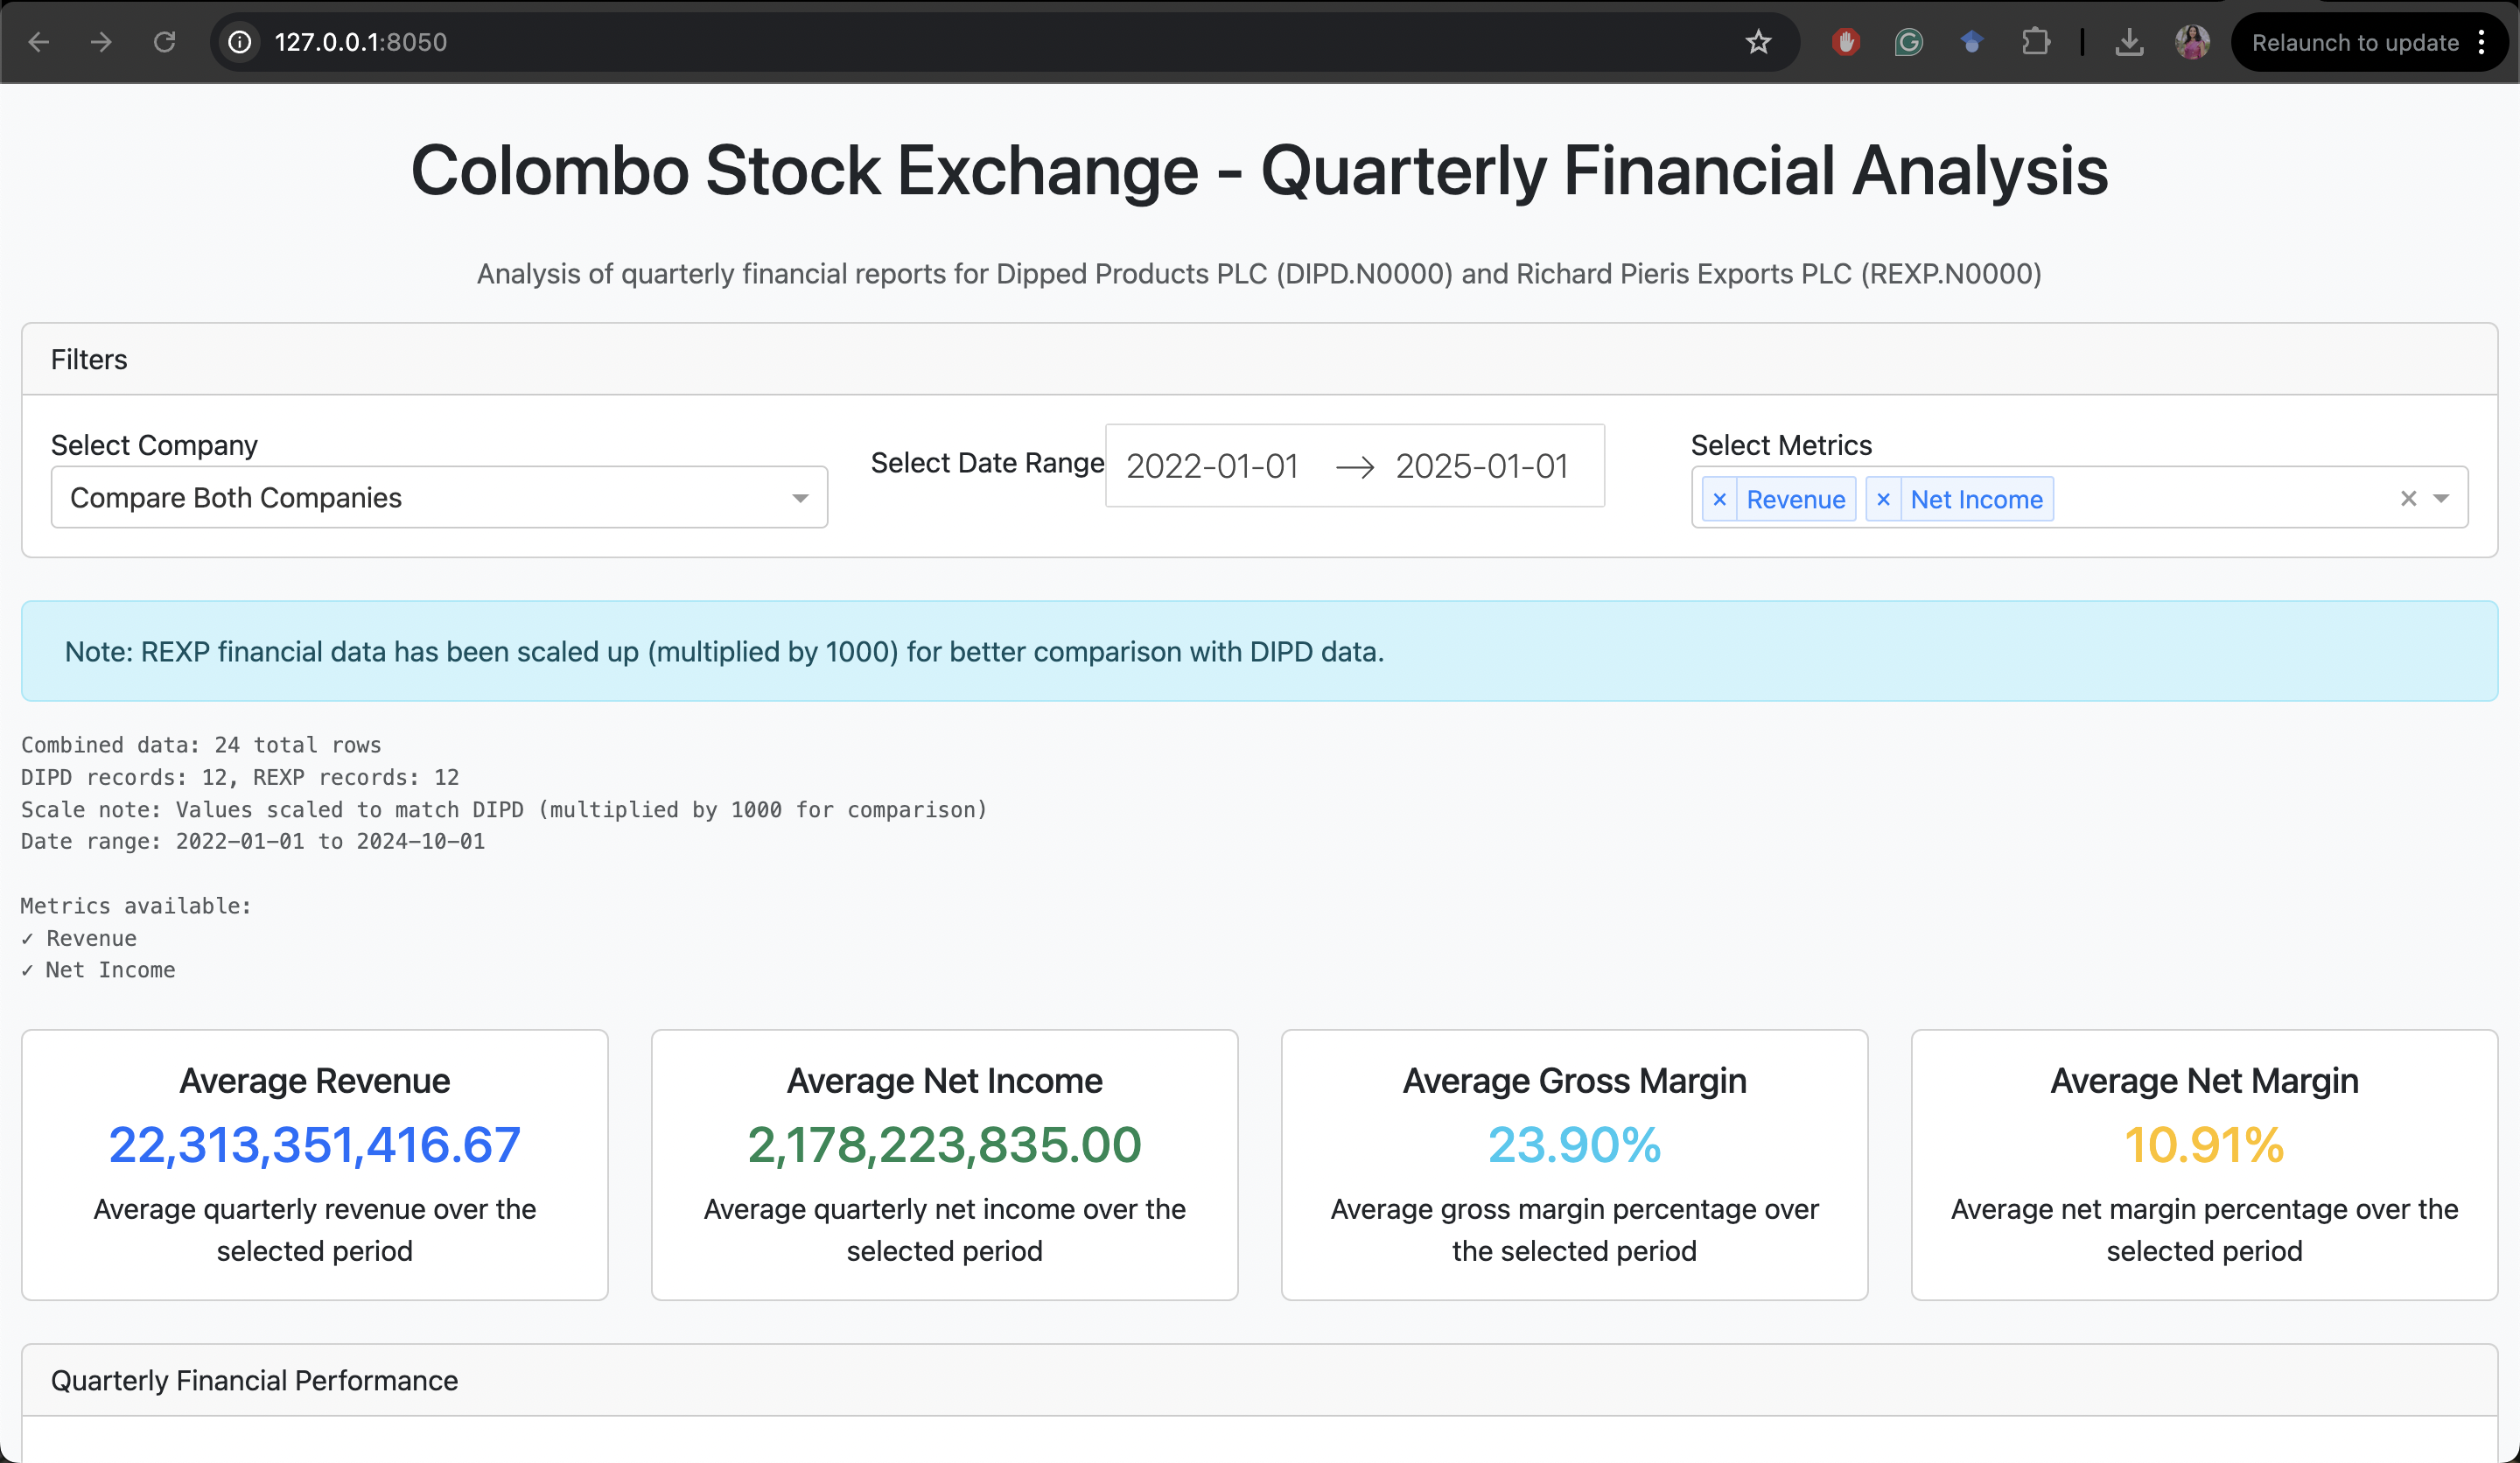 127.0.0.1:8050
Relaunch to update
Colombo Stock Exchange - Quarterly Financial Analysis
Analysis of quarterly financial reports for Dipped Products PLC (DIPD.N0000) and Richard Pieris Exports PLC (REXP.N0000)
Filters
Select Company
Compare Both Companies
Select Date Range 2022-01-01 → 2025-01-01
Select Metrics
× Revenue × Net Income ×
Note: REXP financial data has been scaled up (multiplied by 1000) for better comparison with DIPD data.
Combined data: 24 total rows
DIPD records: 12, REXP records: 12
Scale note: Values scaled to match DIPD (multiplied by 1000 for comparison)
Date range: 2022-01-01 to 2024-10-01
Metrics available:
✓ Revenue
✓ Net Income
Average Revenue
22,313,351,416.67
Average quarterly revenue over the
selected period
Average Net Income
2,178,223,835.00
Average quarterly net income over the
selected period
Average Gross Margin
23.90%
Average gross margin percentage over
the selected period
Average Net Margin
10.91%
Average net margin percentage over the
selected period
Quarterly Financial Performance